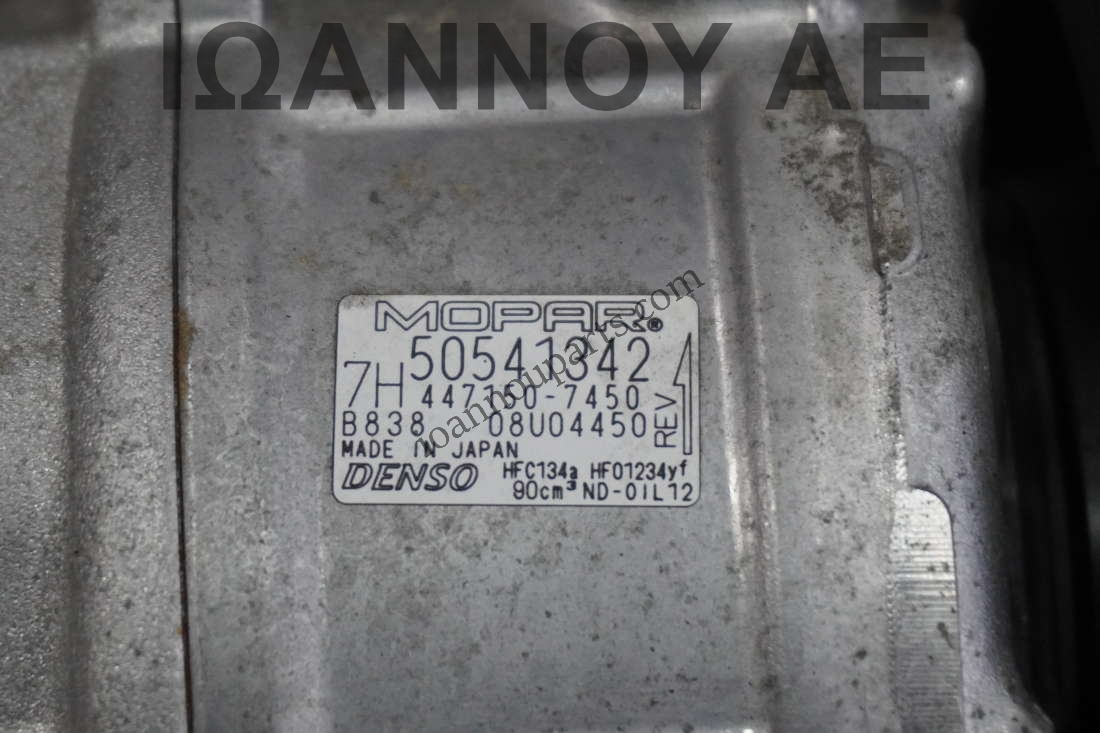 ΙΩΑΝΝΟΥ ΑΕ
MOPAR®
7H 50541342
447160-7450
B838 08U04450
REV
MADE IN JAPAN
DENSO HFC134a HFO1234yf
90cm³ ND-OIL12
ioannouparts.com